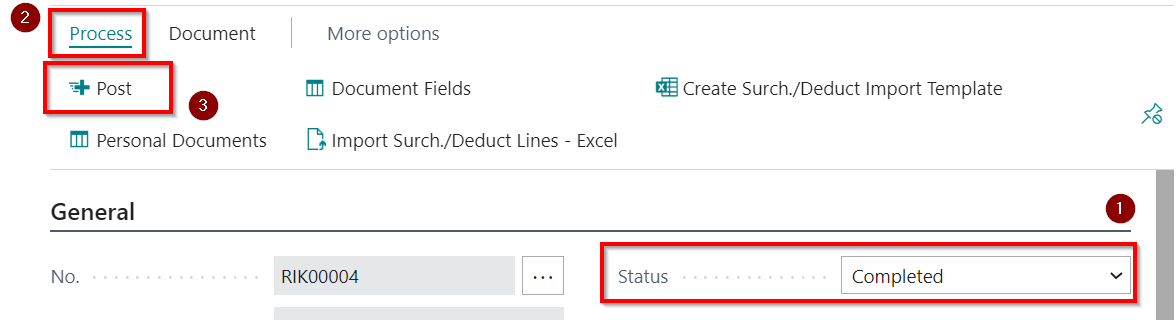 2 Process Document More options
Post Document Fields Create Surch./Deduct Import Template
3
Personal Documents Import Surch./Deduct Lines - Excel
General 1
No. RIK00004 ... Status Completed